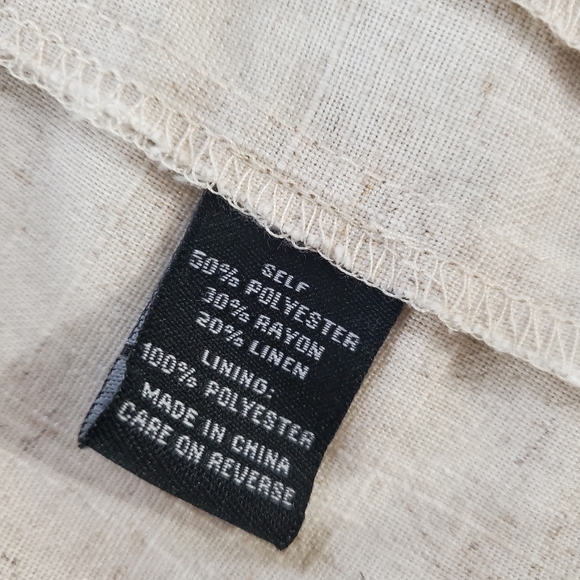 SELF
50% POLYESTER
30% RAYON
20% LINEN
LINING:
100% POLYESTER
MADE IN CHINA
CARE ON REVERSE